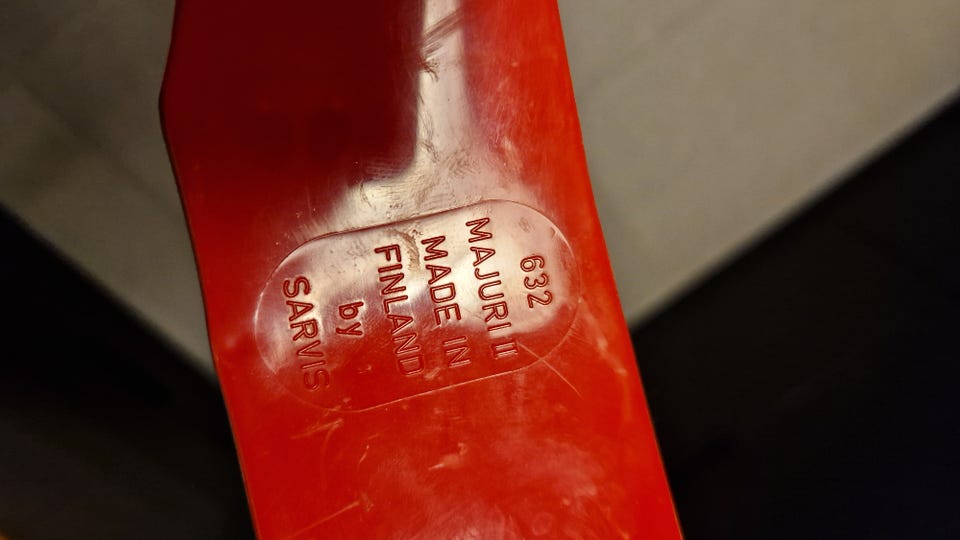 632
MAJURI II
MADE IN
FINLAND
by
SARVIS